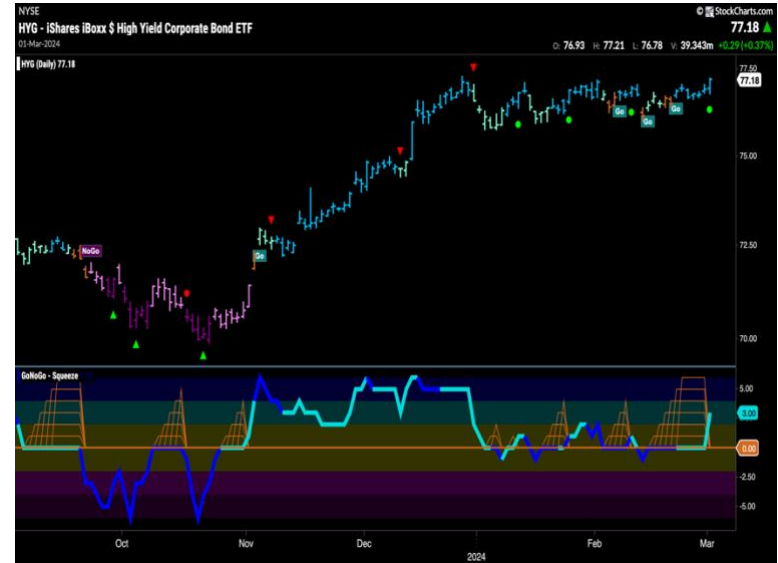 NYSE
© StockCharts.com
HYG - iShares iBoxx $ High Yield Corporate Bond ETF
77.18
01-Mar-2024
O: 76.93 H: 77.21 L: 76.78 V: 39.343m +0.29 (+0.37%)
HYG (Daily) 77.18
77.50
77.18
Go
Go
Go
75.00
NoGo
Go
72.50
70.00
GoNoGo - Squeeze
5.00
3.00
0.00
-2.50
-5.00
Oct
Nov
Dec
2024
Feb
Mar